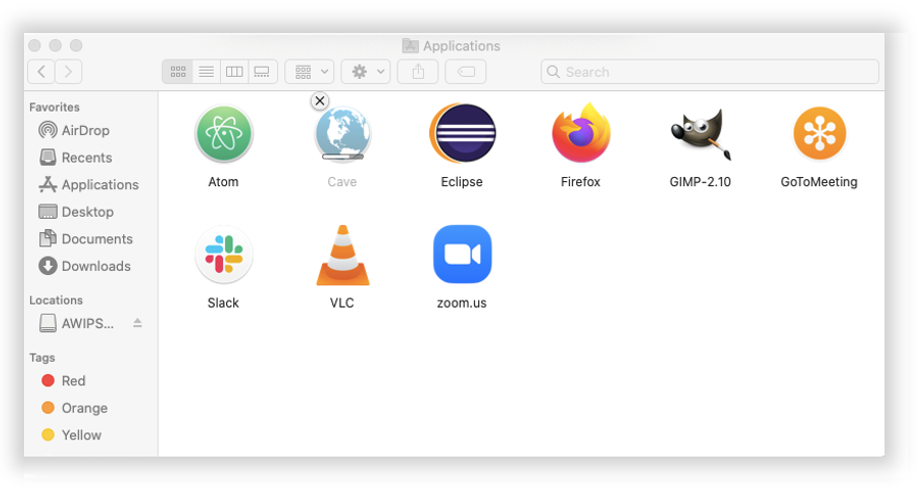 Applications
Search
Favorites
AirDrop
Recents
Applications
Desktop
Documents
Downloads
Locations
AWIPS...
Tags
Red
Orange
Yellow
Atom
Cave
Eclipse
Firefox
GIMP-2.10
GoToMeeting
Slack
VLC
zoom.us